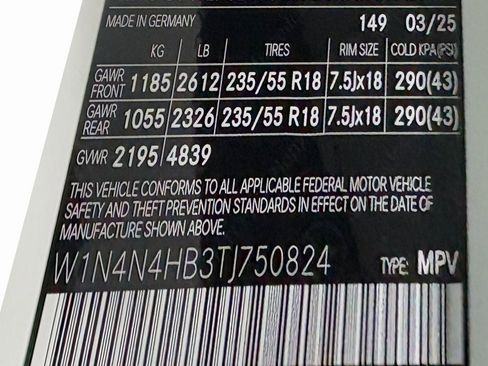 MADE IN GERMANY 149 03/25
KG LB TIRES RIM SIZE COLD KPA(PSI)
GAWR FRONT 1185 2612 235/55 R18 7.5Jx18 290(43)
GAWR REAR 1055 2326 235/55 R18 7.5Jx18 290(43)
GVWR 2195 4839
THIS VEHICLE CONFORMS TO ALL APPLICABLE FEDERAL MOTOR VEHICLE
SAFETY AND THEFT PREVENTION STANDARDS IN EFFECT ON THE DATE OF
MANUFACTURE SHOWN ABOVE.
W1N4N4HB3TJ750824 TYPE: MPV